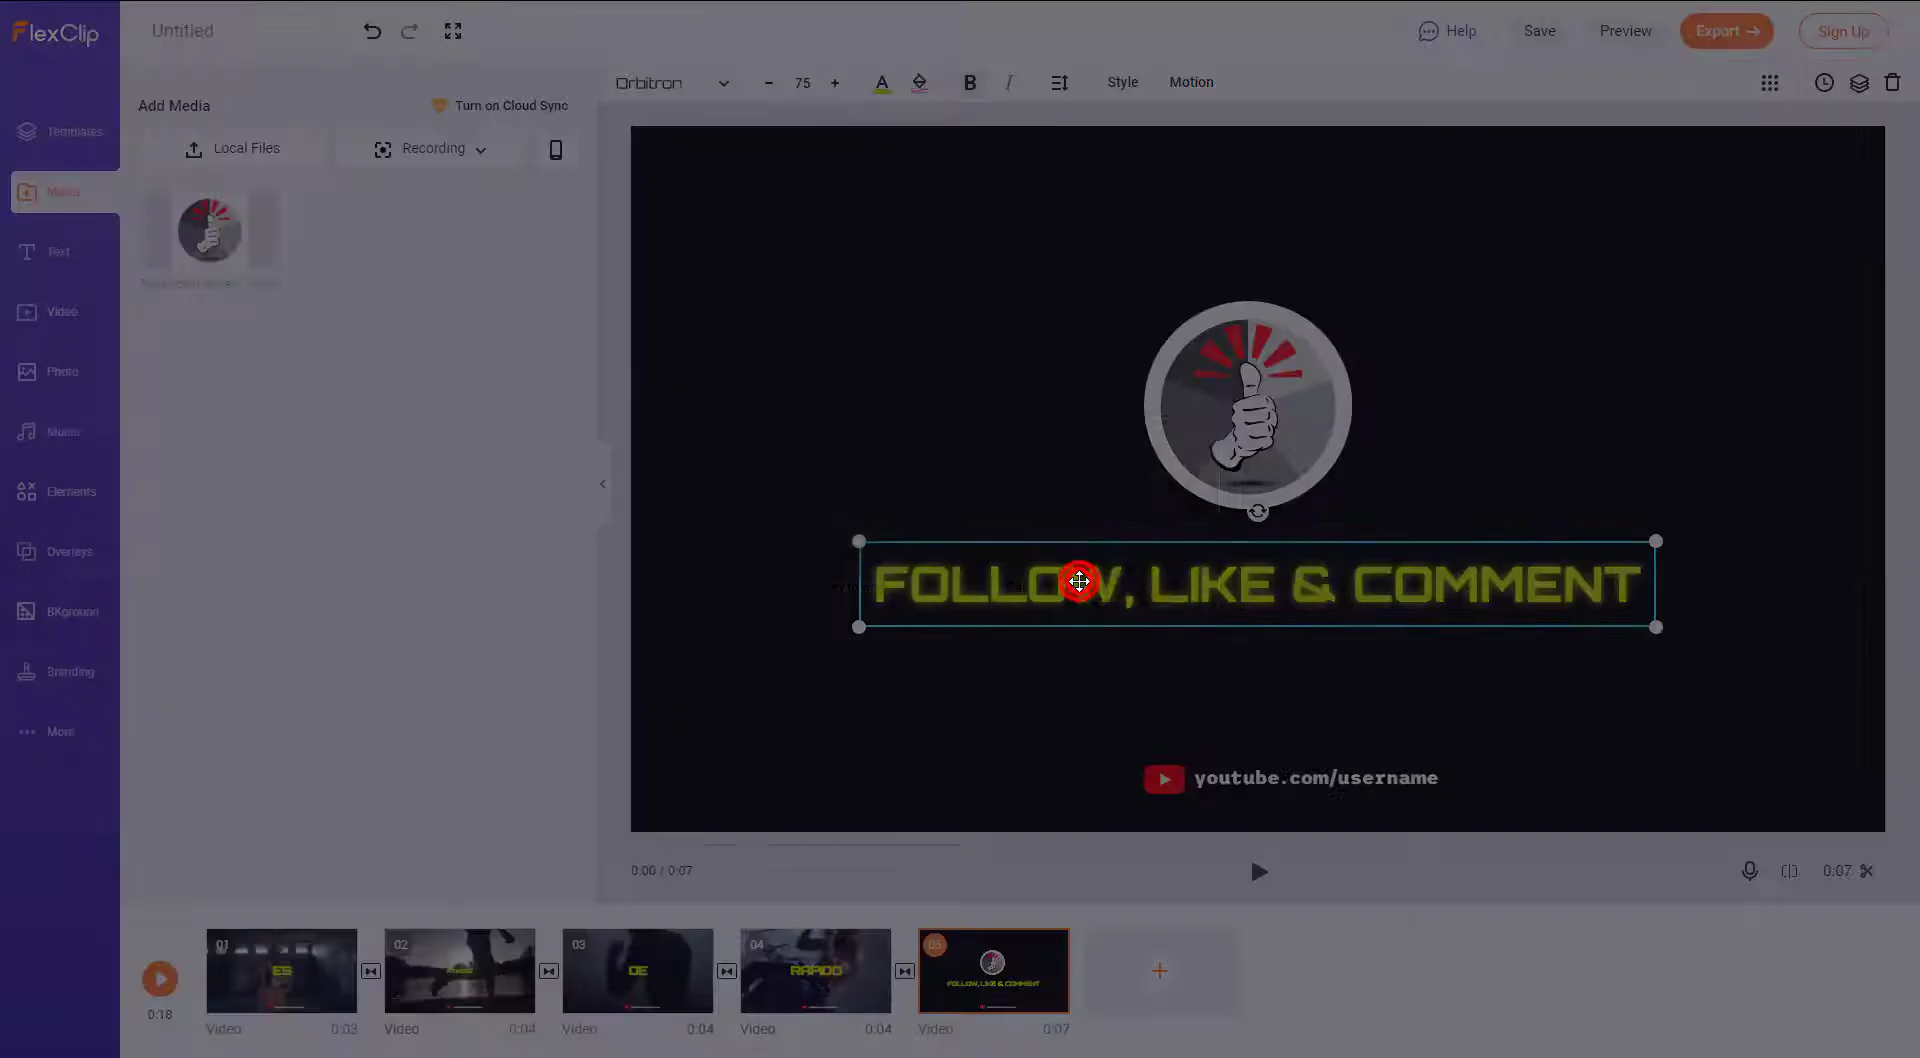 FlexClip
Untitled
Help
Save
Preview
Export
Sign Up
Orbitron
75
A
B
I
Style
Motion
Add Media
Turn on Cloud Sync
Local Files
Recording
Templates
Media
Text
Video
Photo
Music
Elements
Overlays
BKground
Branding
More
FOLLOW, LIKE & COMMENT
youtube.com/username
0:00 / 0:07
0:07
0:18
01
ES
Video
0:03
02
Video
0:04
03
DE
Video
0:04
04
RAPIDO
Video
0:04
05
FOLLOW, LIKE & COMMENT
Video
0:07